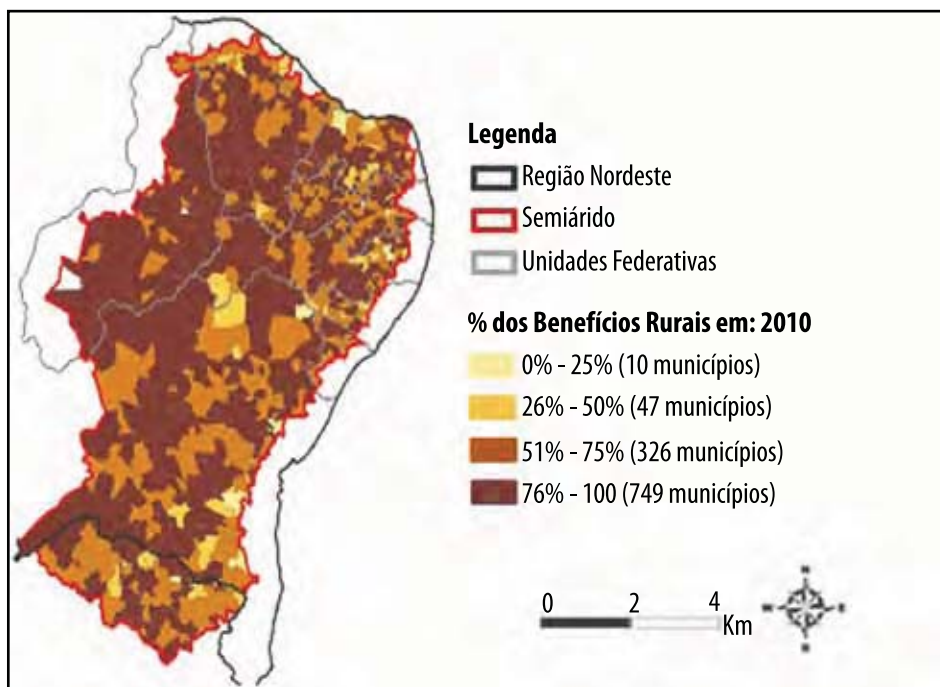 Legenda
Região Nordeste
Semiárido
Unidades Federativas
% dos Benefícios Rurais em: 2010
0% - 25% (10 municípios)
26% - 50% (47 municípios)
51% - 75% (326 municípios)
76% - 100 (749 municípios)
0 2 4
Km
N
W E
S